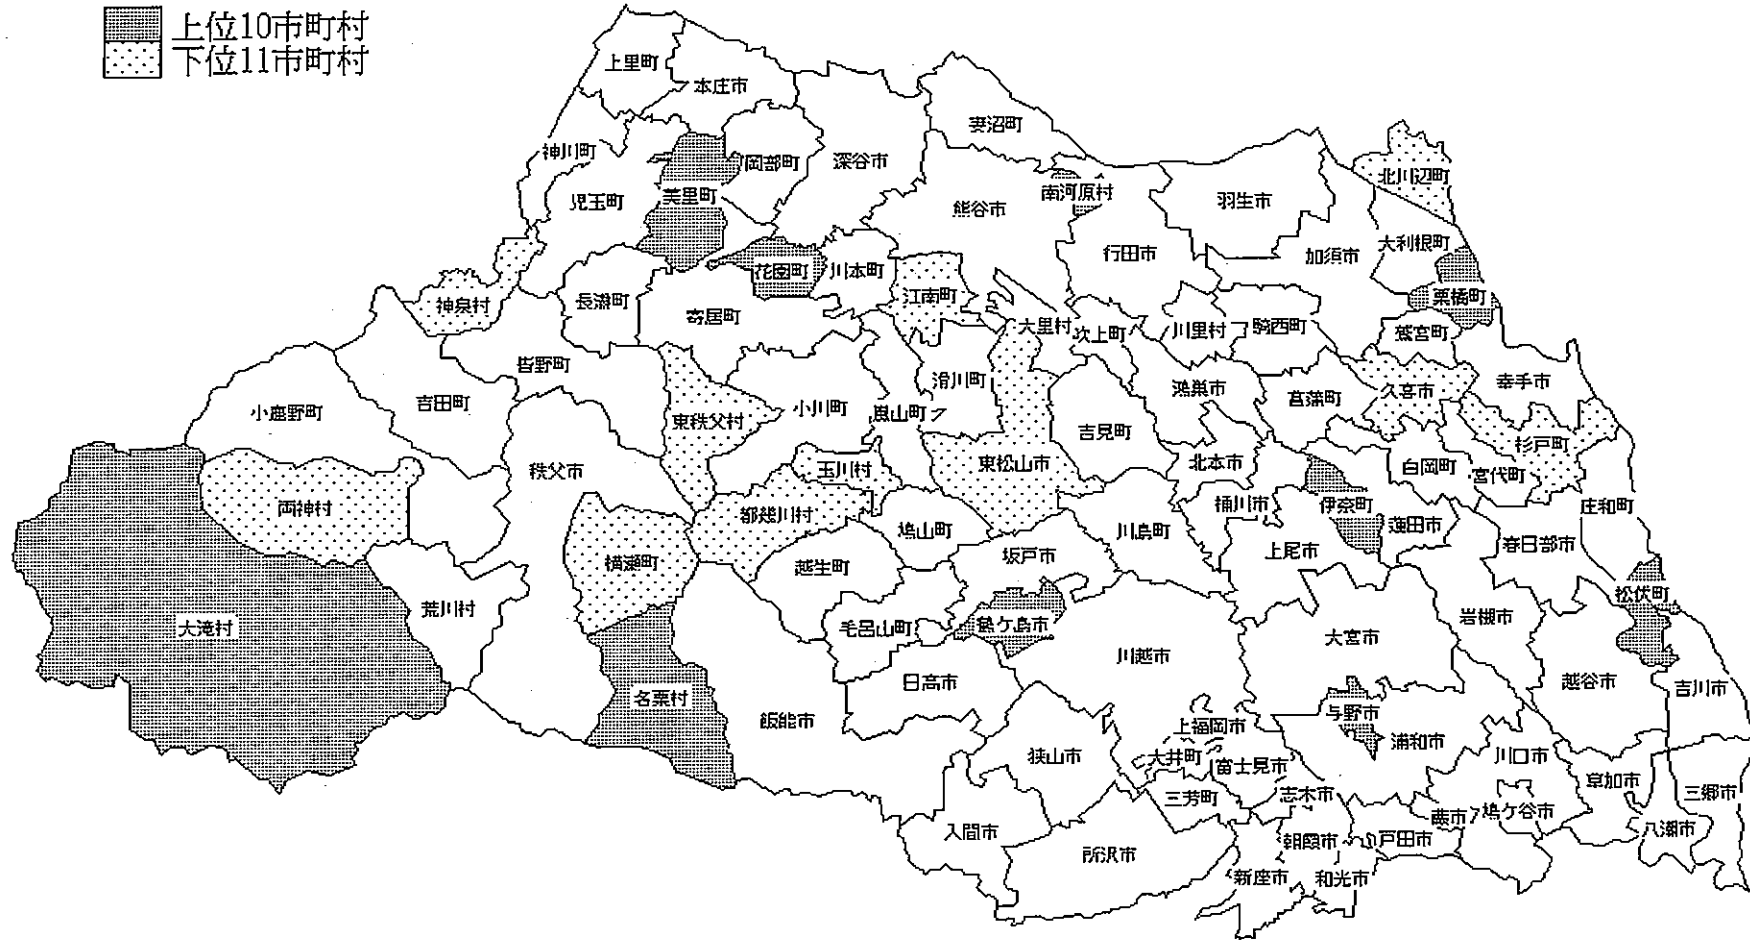 上位10市町村
下位11市町村
上里町
本庄市
妻沼町
神川町
岡部町
深谷市
北川辺町
児玉町
美里町
熊谷市
南河原村
羽生市
行田市
加須市
大利根町
花園町
川本町
神泉村
長瀞町
寄居町
江南町
大里村
吹上町
川里村
騎西町
栗橋町
鷲宮町
皆野町
小鹿野町
吉田町
東秩父村
小川町
嵐山町
滑川町
鴻巣市
菖蒲町
久喜市
幸手市
吉見町
秩父市
玉川村
東松山市
北本市
白岡町
宮代町
杉戸町
両神村
都幾川村
鳩山町
川島町
桶川市
伊奈町
蓮田市
庄和町
横瀬町
越生町
坂戸市
上尾市
春日部市
松伏町
大滝村
荒川村
毛呂山町
鶴ケ島市
川越市
大宮市
岩槻市
名栗村
飯能市
日高市
越谷市
吉川市
狭山市
上福岡市
大井町
富士見市
与野市
浦和市
川口市
草加市
三郷市
三芳町
志木市
蕨市
鳩ケ谷市
八潮市
入間市
所沢市
朝霞市
戸田市
新座市
和光市